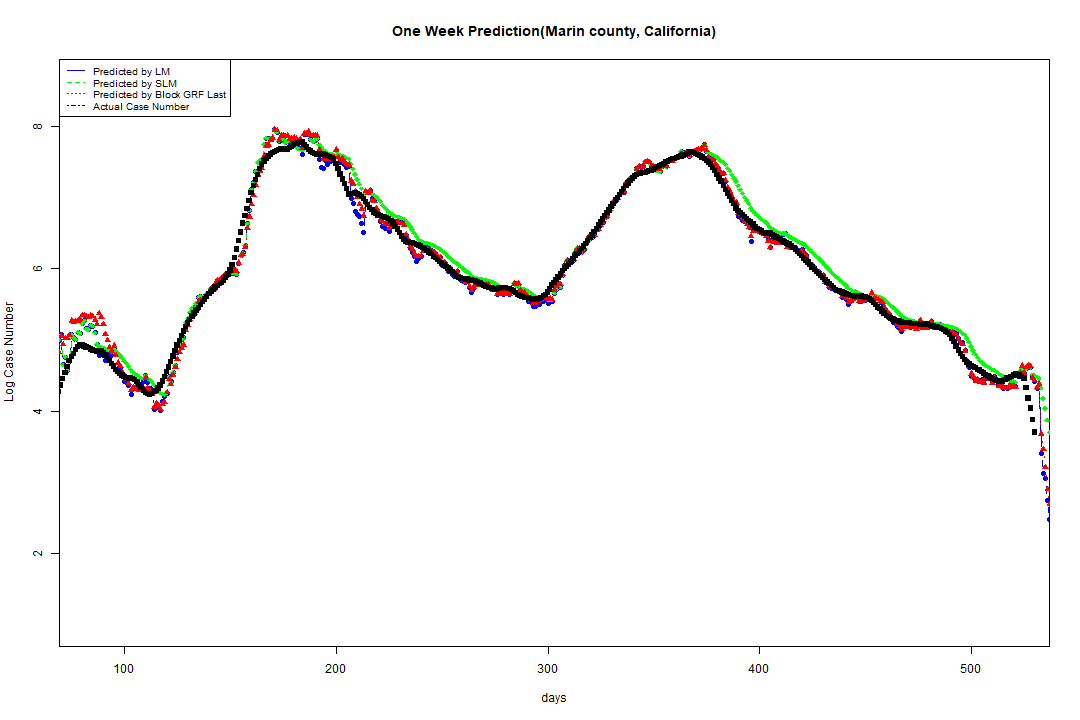 One Week Prediction(Marin county, California)
Predicted by LM
Predicted by SLM
Predicted by Block GRF Last
Actual Case Number
Log Case Number
8
6
4
2
100 200 300 400 500
days